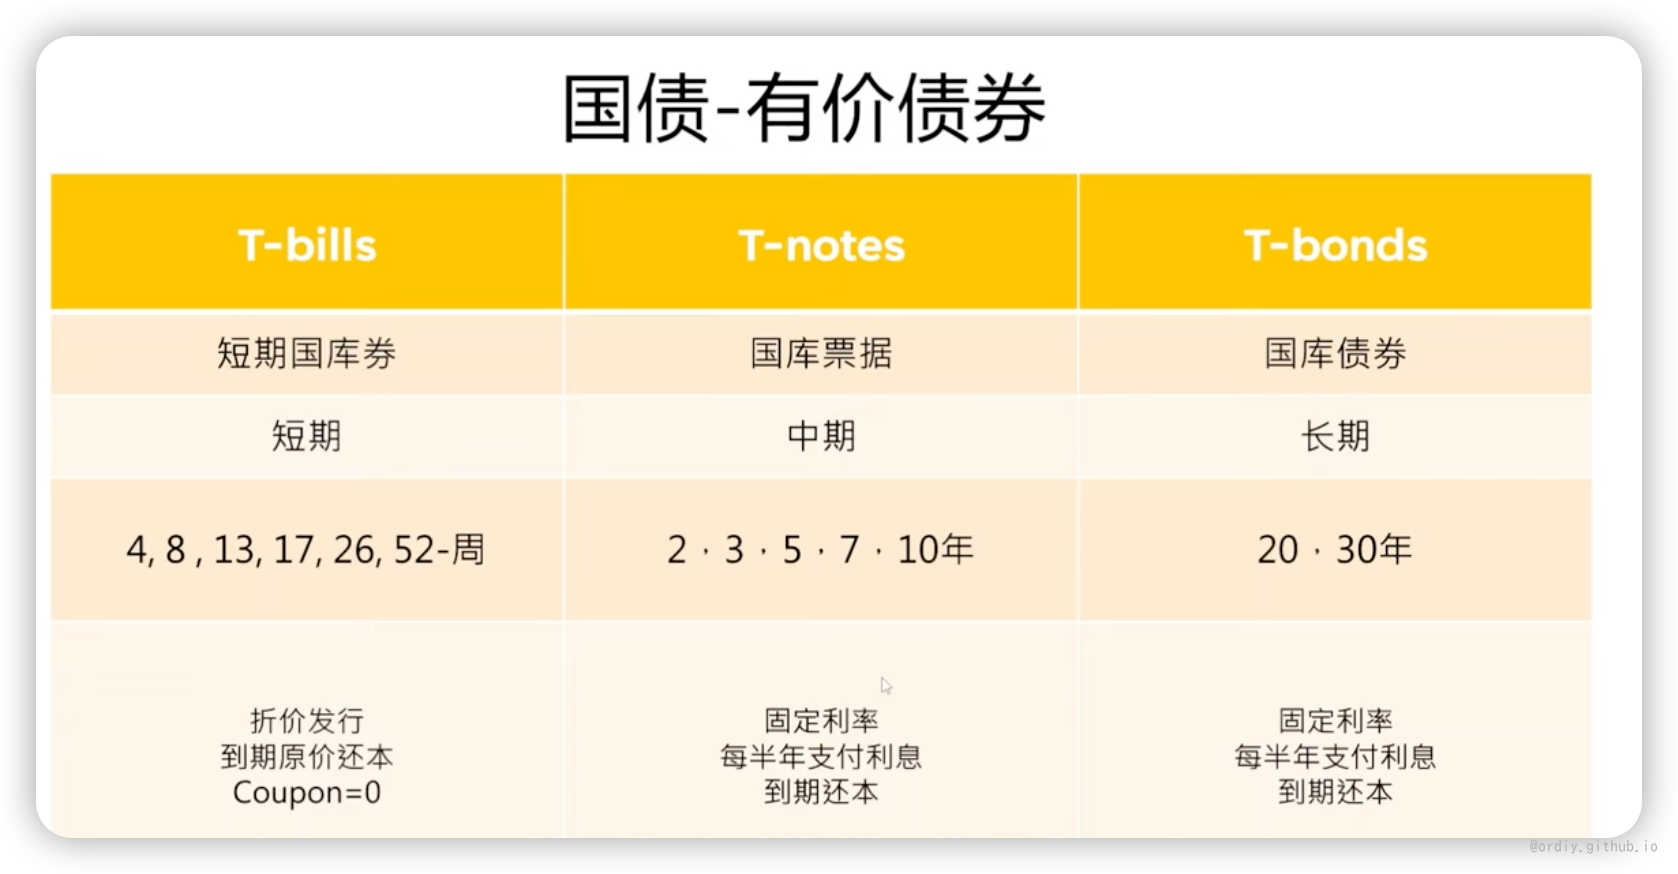 国债-有价债券
T-bills
T-notes
T-bonds
短期国库券
国库票据
国库债券
短期
中期
长期
4, 8 , 13, 17, 26, 52-周
2，3，5，7，10年
20，30年
折价发行
到期原价还本
Coupon=0
固定利率
每半年支付利息
到期还本
固定利率
每半年支付利息
到期还本
@ordiy.github.io